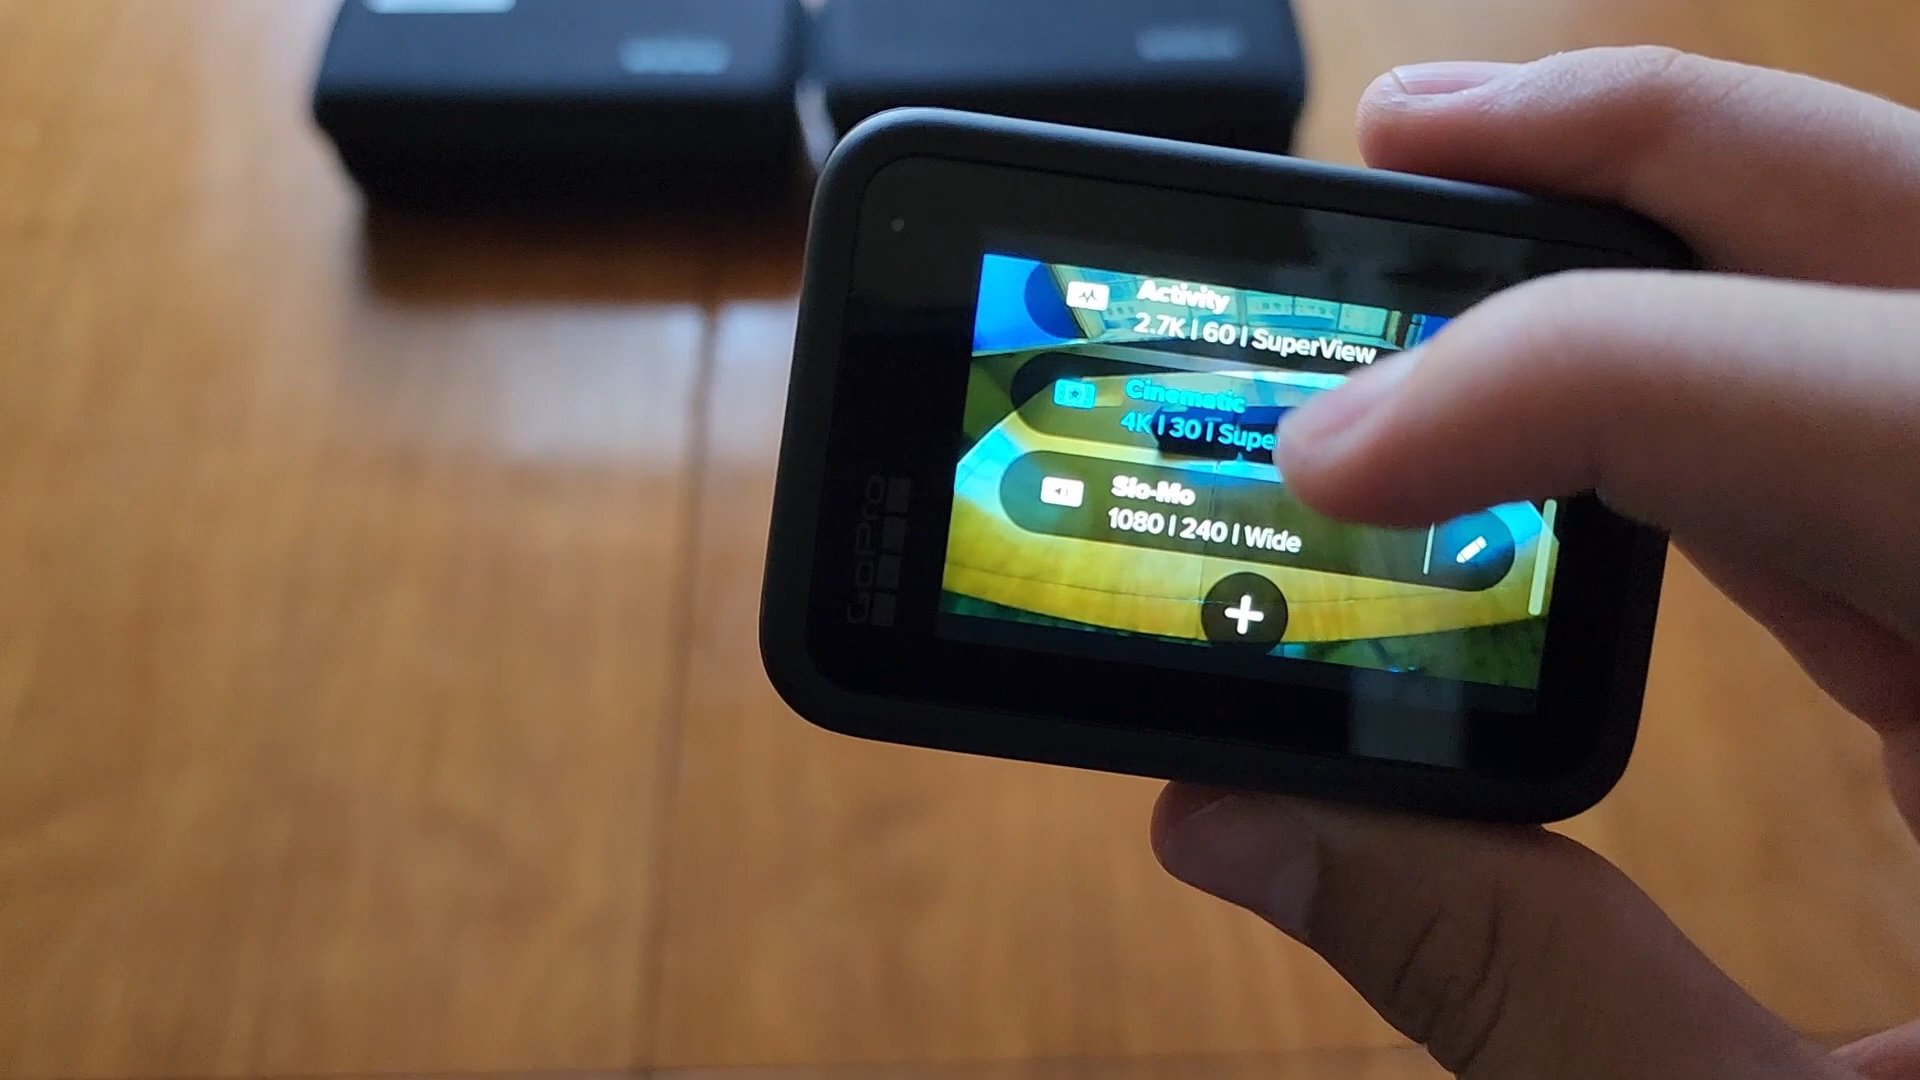 Activity
2.7K | 60 | SuperView
Cinematic
4K | 30 | Supe
Slo-Mo
1080 | 240 | Wide
GoPro